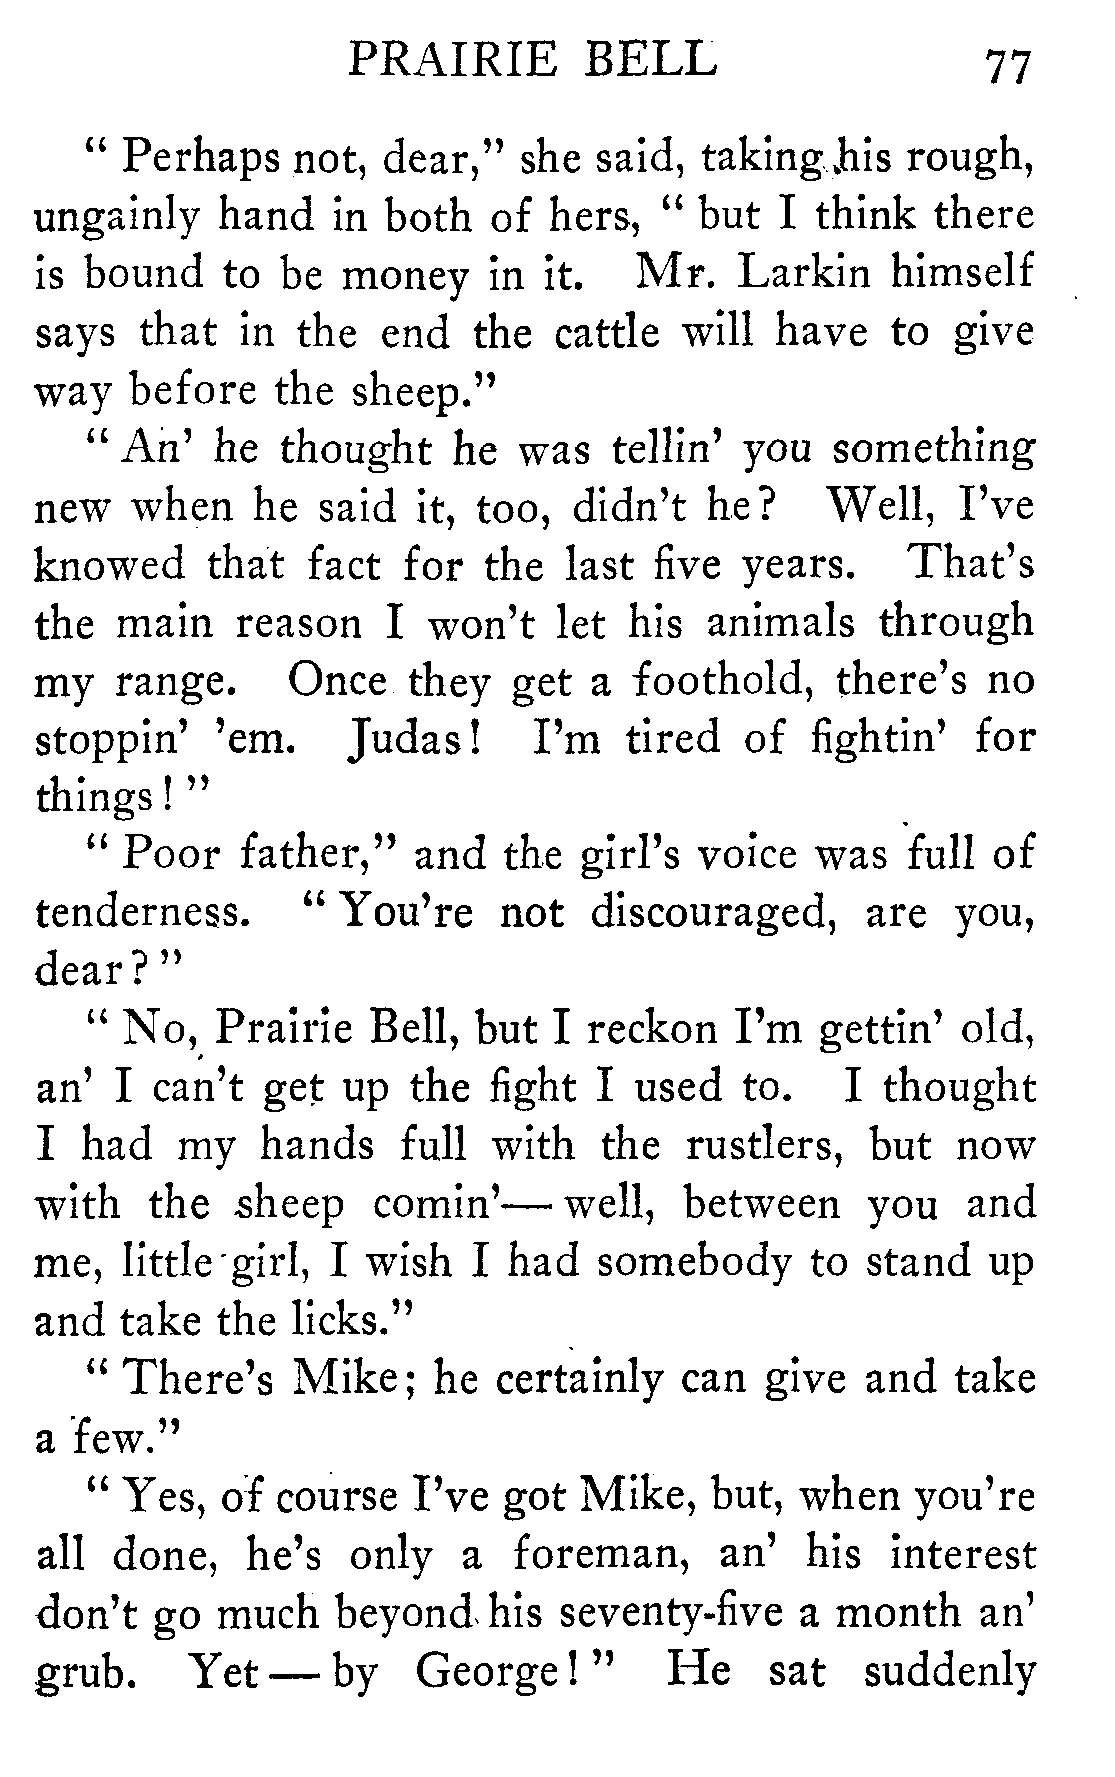 PRAIRIE BELL 77
“ Perhaps not, dear,” she said, taking his rough,
ungainly hand in both of hers, “ but I think there
is bound to be money in it. Mr. Larkin himself
says that in the end the cattle will have to give
way before the sheep.”
“ An’ he thought he was tellin’ you something
new when he said it, too, didn’t he? Well, I’ve
knowed that fact for the last five years. That’s
the main reason I won’t let his animals through
my range. Once they get a foothold, there’s no
stoppin’ ’em. Judas! I’m tired of fightin’ for
things! ”
“ Poor father,” and the girl’s voice was full of
tenderness. “ You’re not discouraged, are you,
dear? ”
“ No, Prairie Bell, but I reckon I’m gettin’ old,
an’ I can’t get up the fight I used to. I thought
I had my hands full with the rustlers, but now
with the sheep comin’— well, between you and
me, little girl, I wish I had somebody to stand up
and take the licks.”
“ There’s Mike; he certainly can give and take
a few.”
“ Yes, of course I’ve got Mike, but, when you’re
all done, he’s only a foreman, an’ his interest
don’t go much beyond his seventy-five a month an’
grub. Yet — by George! ” He sat suddenly